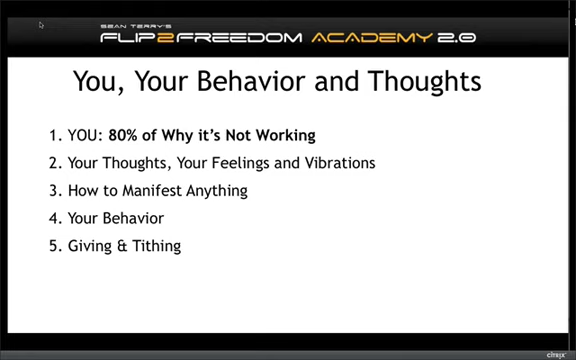 SEAN TERRY'S
FLIP2FREEDOM ACADEMY 2.0
You, Your Behavior and Thoughts
1. YOU: 80% of Why it's Not Working
2. Your Thoughts, Your Feelings and Vibrations
3. How to Manifest Anything
4. Your Behavior
5. Giving & Tithing
CITRIX